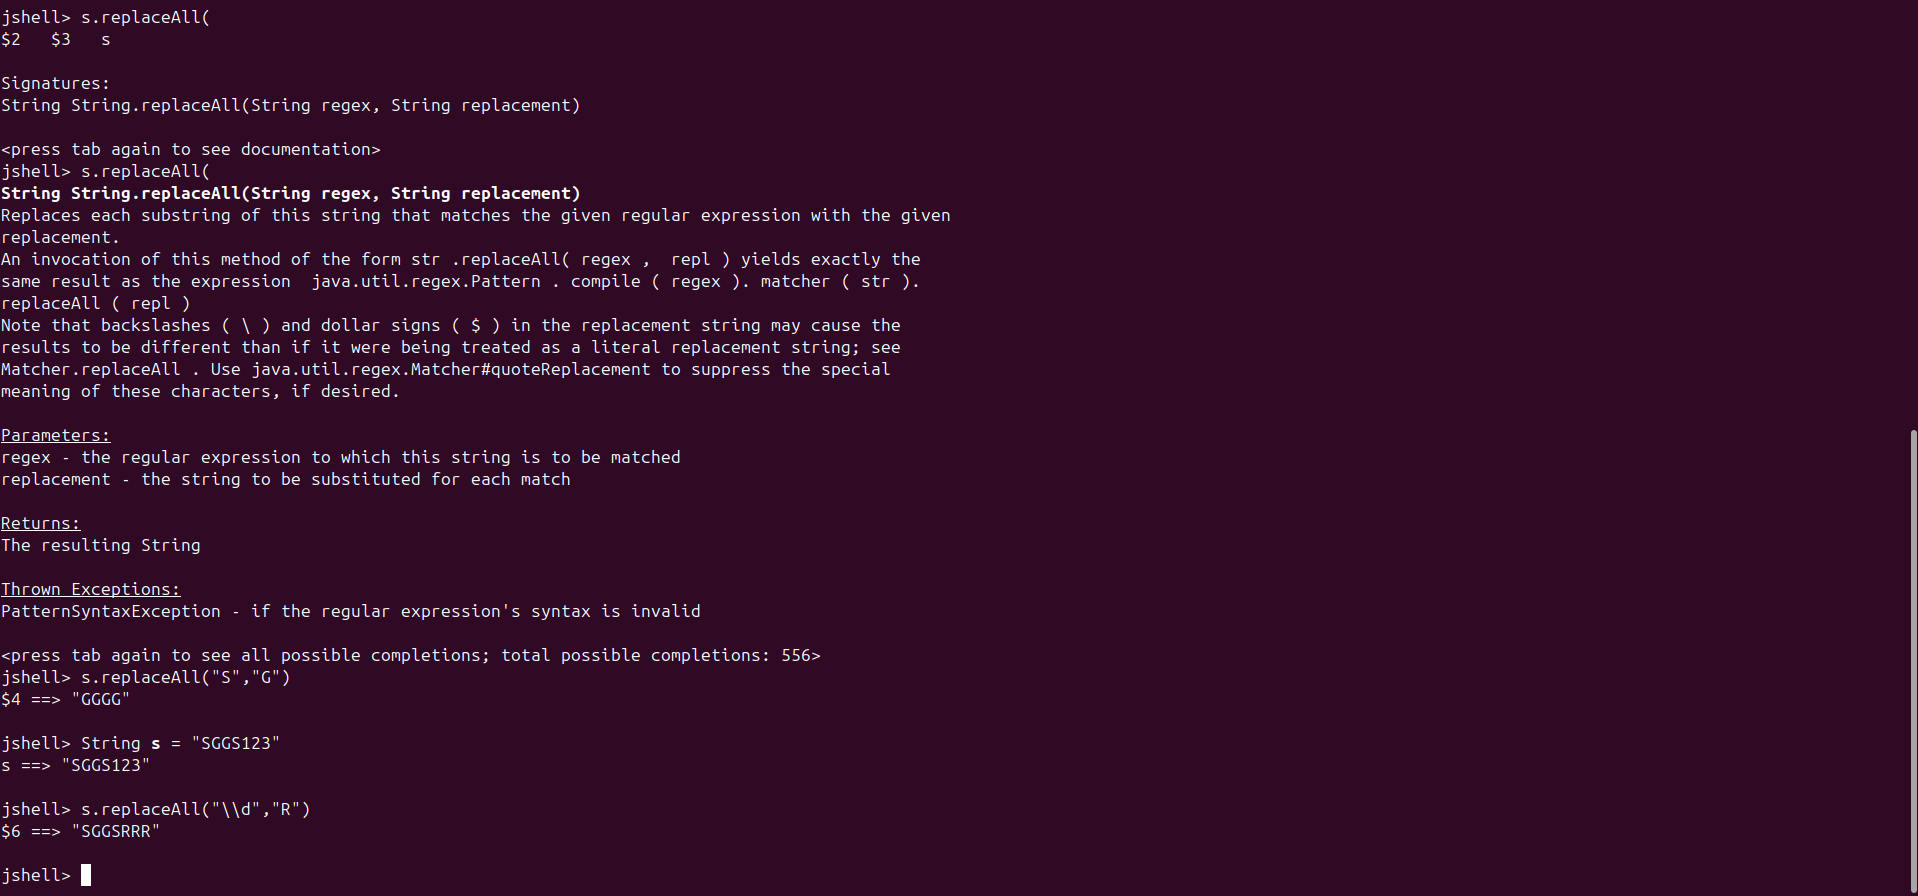 jshell> s.replaceAll(
$2   $3   s
Signatures:
String String.replaceAll(String regex, String replacement)
<press tab again to see documentation>
jshell> s.replaceAll(
String String.replaceAll(String regex, String replacement)
Replaces each substring of this string that matches the given regular expression with the given
replacement.
An invocation of this method of the form str .replaceAll( regex ,  repl ) yields exactly the
same result as the expression  java.util.regex.Pattern . compile ( regex ). matcher ( str ).
replaceAll ( repl )
Note that backslashes ( \ ) and dollar signs ( $ ) in the replacement string may cause the
results to be different than if it were being treated as a literal replacement string; see
Matcher.replaceAll . Use java.util.regex.Matcher#quoteReplacement to suppress the special
meaning of these characters, if desired.
Parameters:
regex - the regular expression to which this string is to be matched
replacement - the string to be substituted for each match
Returns:
The resulting String
Thrown Exceptions:
PatternSyntaxException - if the regular expression's syntax is invalid
<press tab again to see all possible completions; total possible completions: 556>
jshell> s.replaceAll("S","G")
$4 ==> "GGGG"
jshell> String s = "SGGS123"
s ==> "SGGS123"
jshell> s.replaceAll("\\d","R")
$6 ==> "SGGSRRR"
jshell>